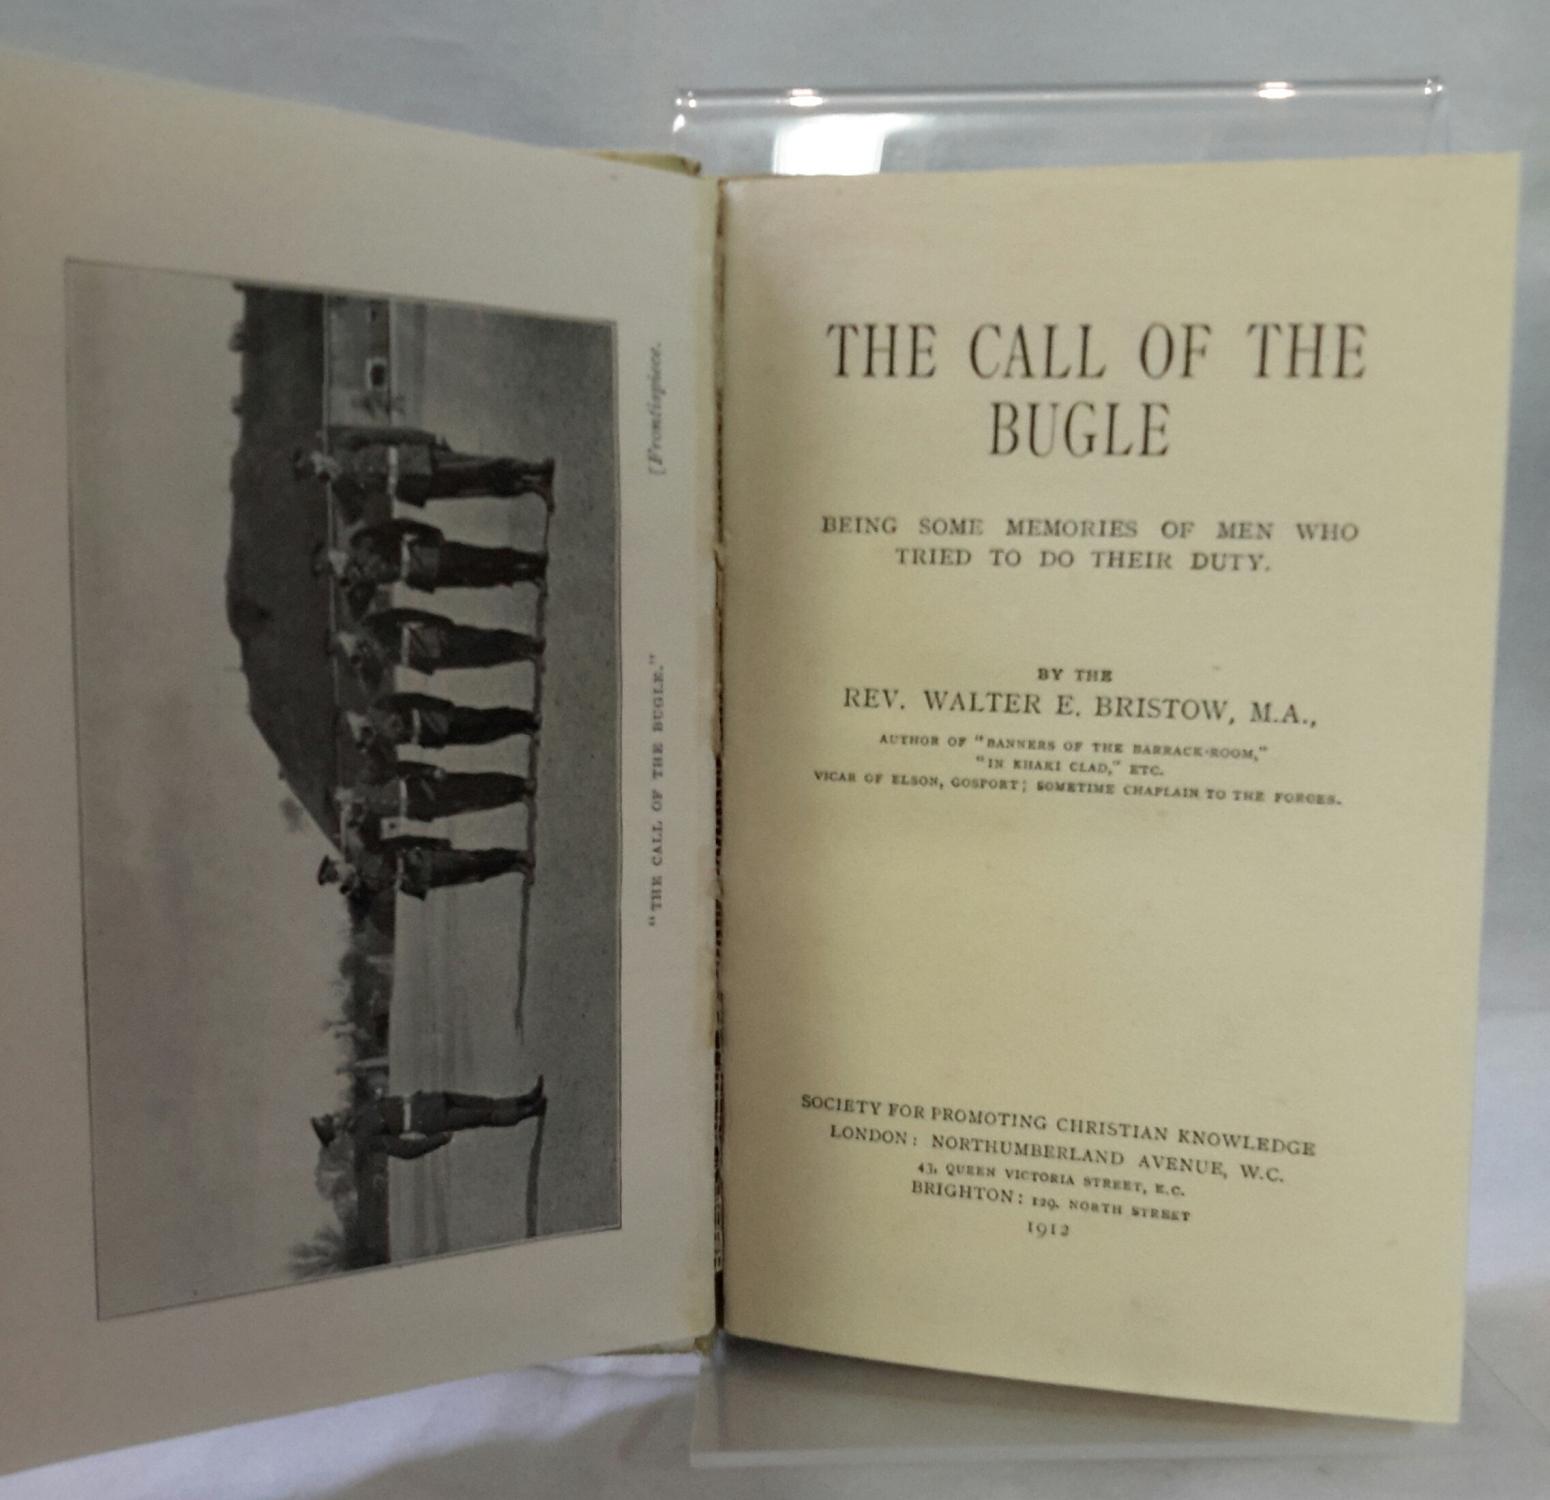 "THE CALL OF THE BUGLE."
[Frontispiece.
THE CALL OF THE
BUGLE
BEING SOME MEMORIES OF MEN WHO
TRIED TO DO THEIR DUTY.
BY THE
REV. WALTER E. BRISTOW, M.A.,
AUTHOR OF "BANNERS OF THE BARRACK-ROOM,"
"IN KHAKI CLAD," ETC.
VICAR OF ELSON, GOSPORT; SOMETIME CHAPLAIN TO THE FORCES.
SOCIETY FOR PROMOTING CHRISTIAN KNOWLEDGE
LONDON: NORTHUMBERLAND AVENUE, W.C.
43, QUEEN VICTORIA STREET, E.C.
BRIGHTON: 129, NORTH STREET
1912